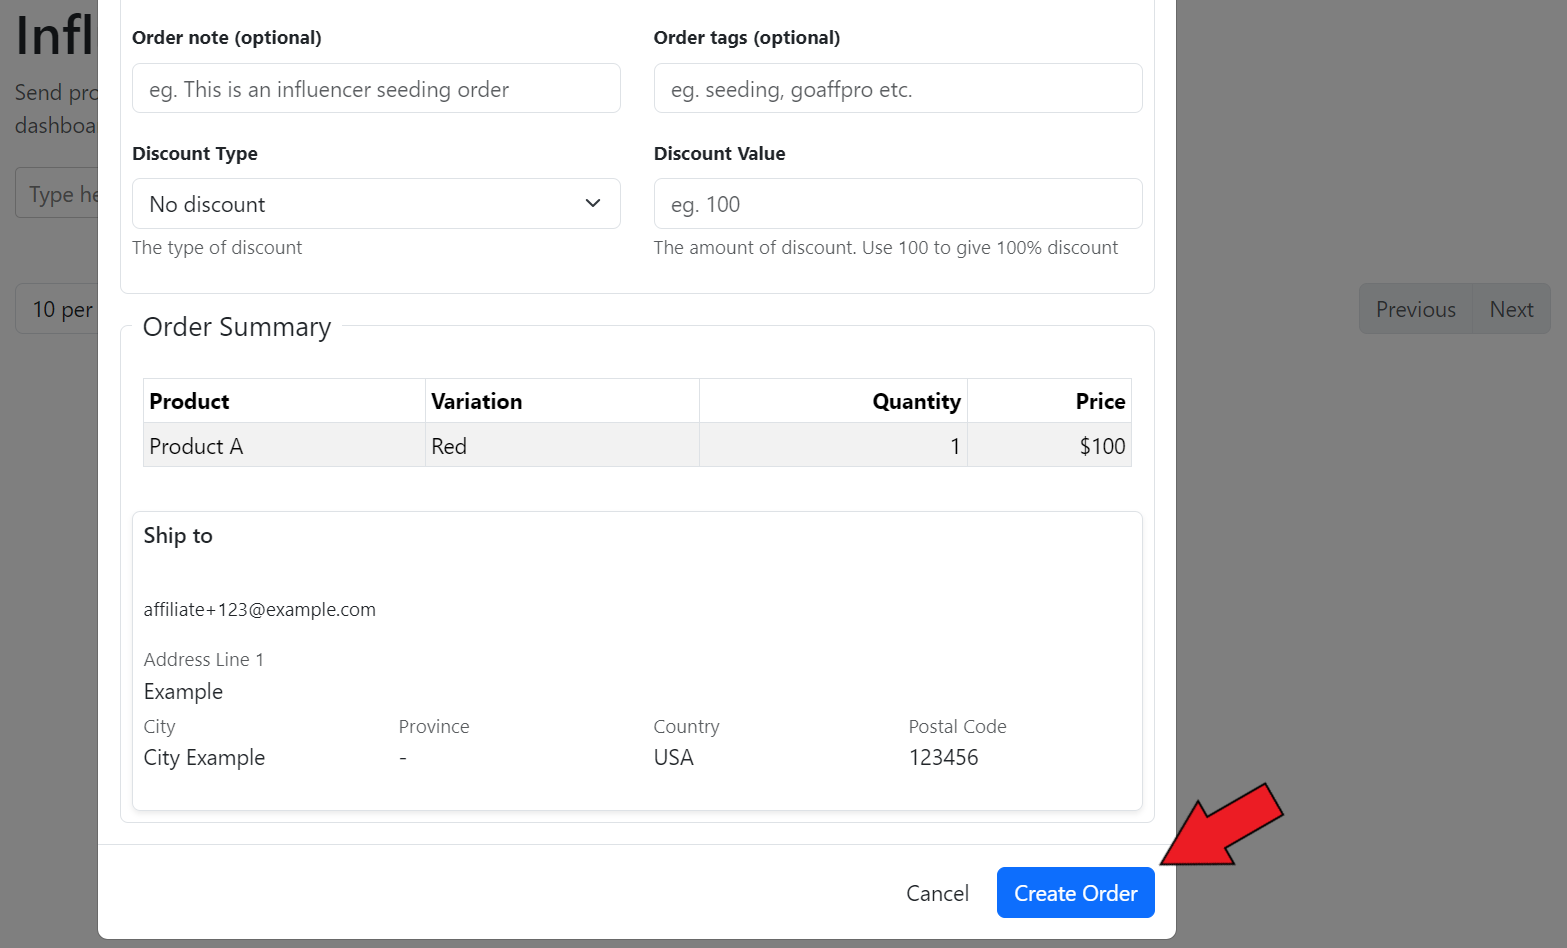 Infl
Send pro
dashboa
Type he
10 per
Previous Next
Order note (optional) Order tags (optional)
eg. This is an influencer seeding order eg. seeding, goaffpro etc.
Discount Type Discount Value
No discount eg. 100
The type of discount The amount of discount. Use 100 to give 100% discount
Order Summary
Product Variation Quantity Price
Product A Red 1 $100
Ship to
affiliate+123@example.com
Address Line 1
Example
City Province Country Postal Code
City Example - USA 123456
Cancel Create Order